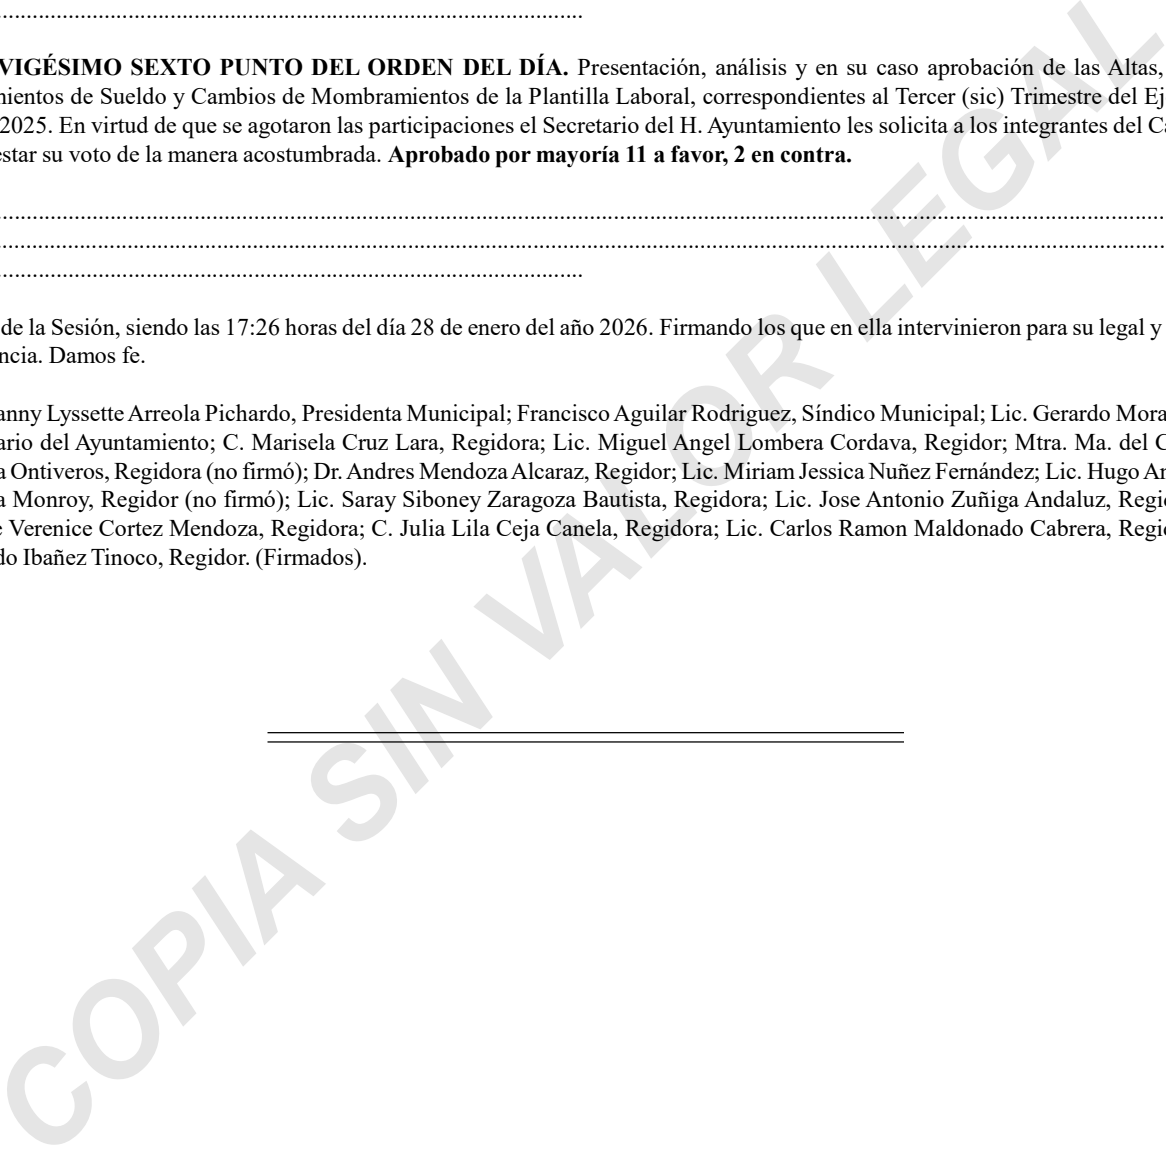 VIGÉSIMO SEXTO PUNTO DEL ORDEN DEL DÍA. Presentación, análisis y en su caso aprobación de las Altas,
mientos de Sueldo y Cambios de Mombramientos de la Plantilla Laboral, correspondientes al Tercer (sic) Trimestre del Ej
2025. En virtud de que se agotaron las participaciones el Secretario del H. Ayuntamiento les solicita a los integrantes del Ca
estar su voto de la manera acostumbrada. Aprobado por mayoría 11 a favor, 2 en contra.
de la Sesión, siendo las 17:26 horas del día 28 de enero del año 2026. Firmando los que en ella intervinieron para su legal y
ncia. Damos fe.
anny Lyssette Arreola Pichardo, Presidenta Municipal; Francisco Aguilar Rodriguez, Síndico Municipal; Lic. Gerardo Mora
ario del Ayuntamiento; C. Marisela Cruz Lara, Regidora; Lic. Miguel Angel Lombera Cordava, Regidor; Mtra. Ma. del C
a Ontiveros, Regidora (no firmó); Dr. Andres Mendoza Alcaraz, Regidor; Lic. Miriam Jessica Nuñez Fernández; Lic. Hugo An
a Monroy, Regidor (no firmó); Lic. Saray Siboney Zaragoza Bautista, Regidora; Lic. Jose Antonio Zuñiga Andaluz, Regid
e Verenice Cortez Mendoza, Regidora; C. Julia Lila Ceja Canela, Regidora; Lic. Carlos Ramon Maldonado Cabrera, Regid
do Ibañez Tinoco, Regidor. (Firmados).
COPIA SIN VALOR LEGAL